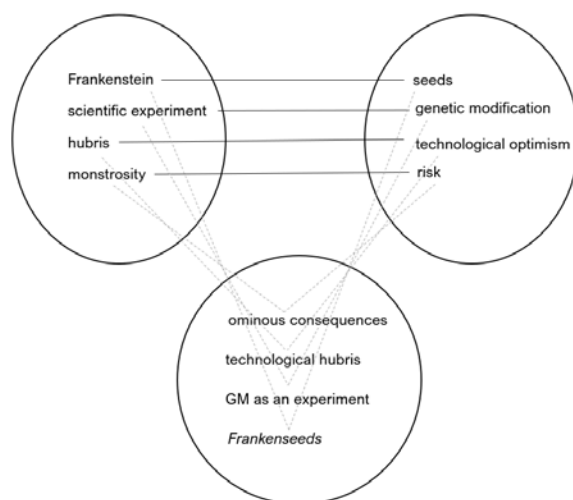 Frankenstein
scientific experiment
hubris
monstrosity
seeds
genetic modification
technological optimism
risk
ominous consequences
technological hubris
GM as an experiment
Frankenseeds